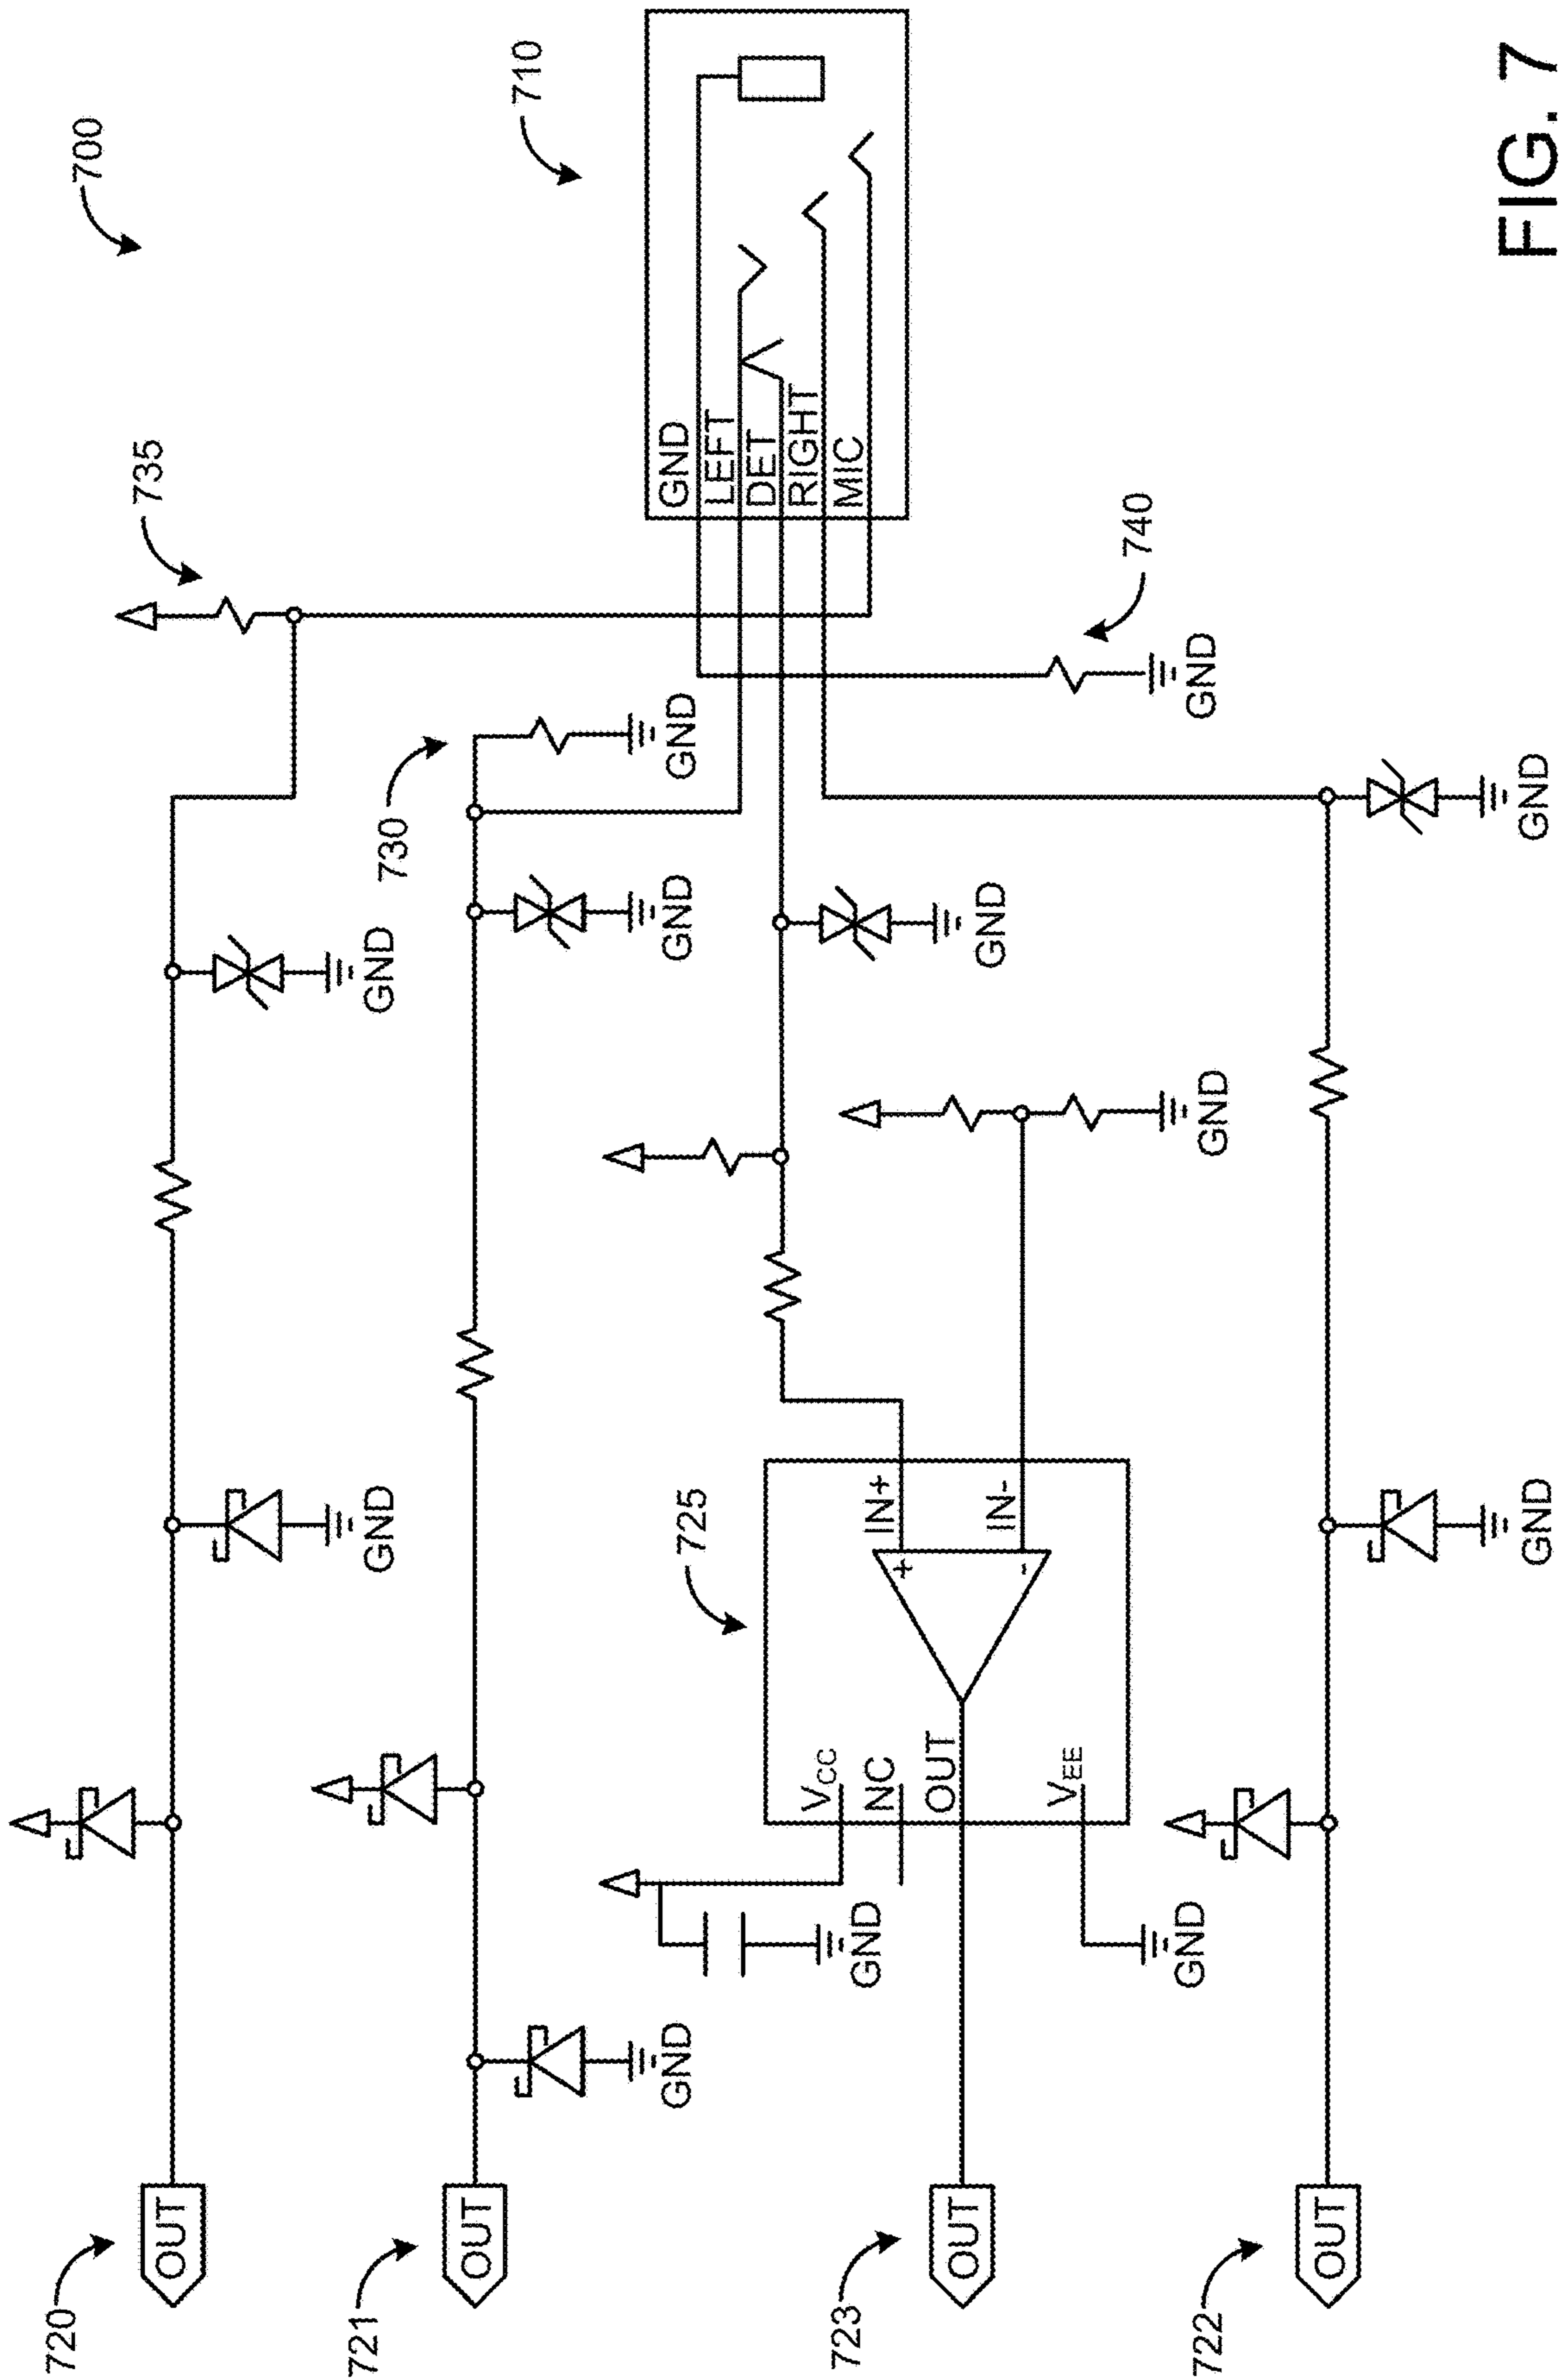 700
710
735
GND
LEFT
DET
RIGHT
MIC
730
GND
740
GND
GND
GND
GND
GND
GND
GND
725
IN+
IN-
+
-
VCC
NC
OUT
VEE
GND
GND
GND
GND
720
OUT
721
OUT
723
OUT
722
OUT
FIG. 7